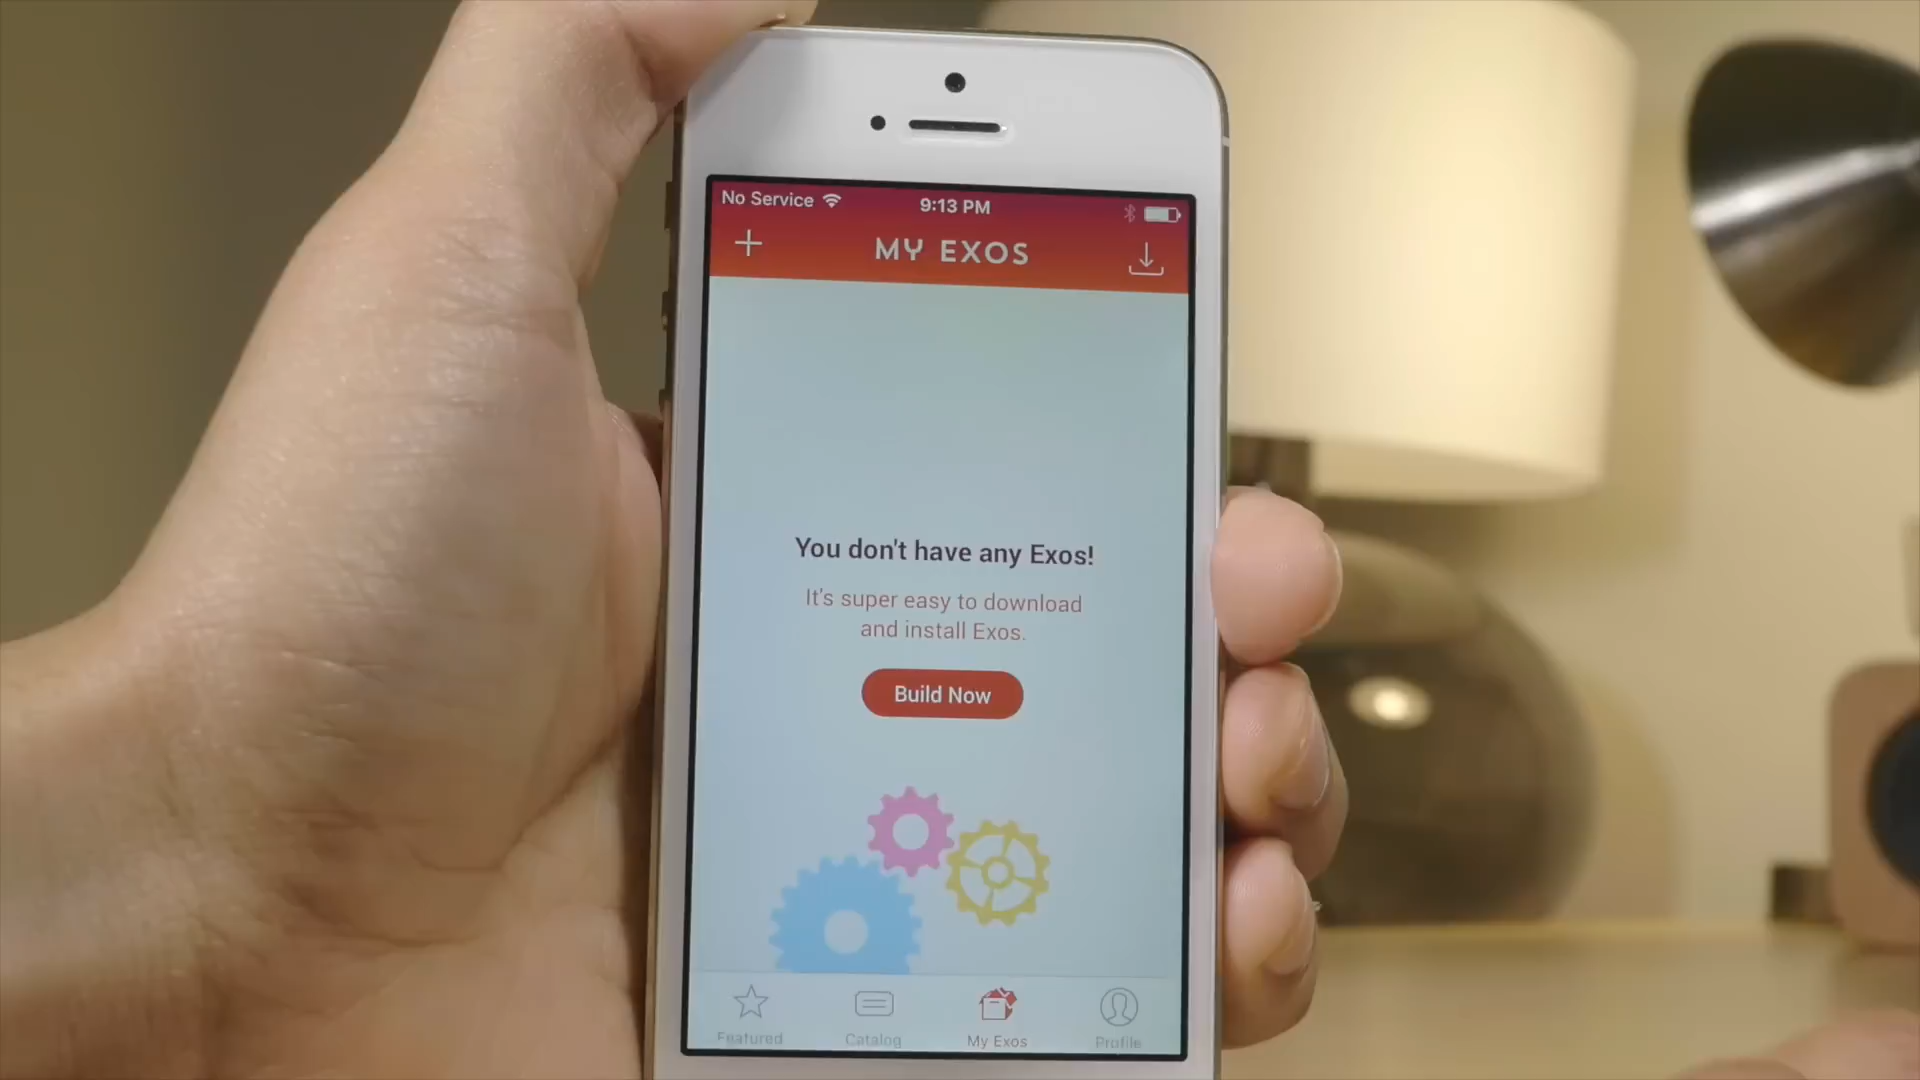 No Service
9:13 PM
MY EXOS
You don't have any Exos!
It's super easy to download
and install Exos.
Build Now
Featured
Catalog
My Exos
Profile